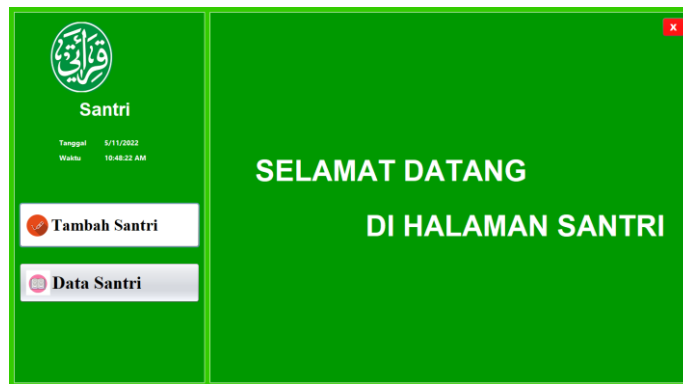 قرآتي
Santri
Tanggal 5/11/2022
Waktu 10:48:22 AM
Tambah Santri
Data Santri
X
SELAMAT DATANG
DI HALAMAN SANTRI